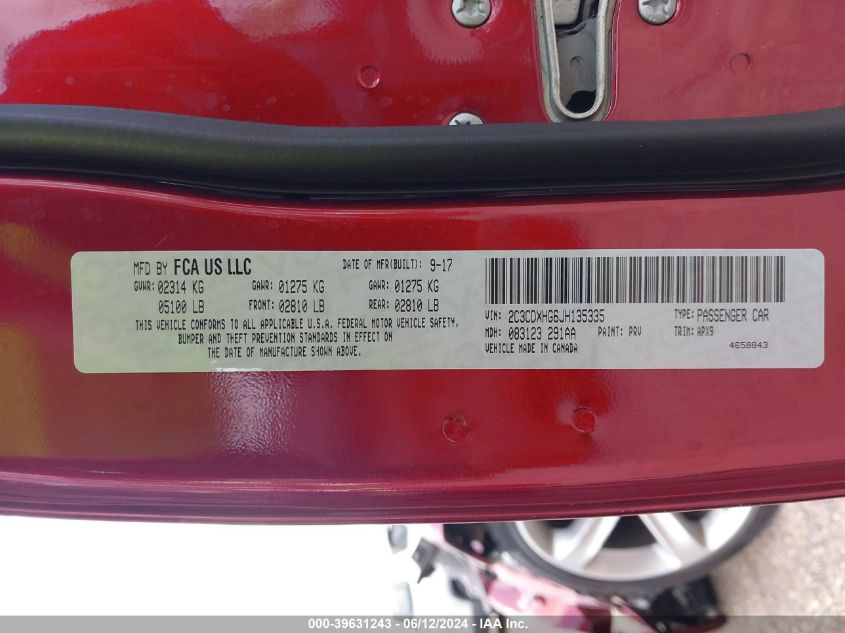 MFD BY FCA US LLC DATE OF MFR(BUILT): 9-17
GVWR: 02314 KG GAWR: 01275 KG GAWR: 01275 KG
05100 LB FRONT: 02810 LB REAR: 02810 LB
THIS VEHICLE CONFORMS TO ALL APPLICABLE U.S.A. FEDERAL MOTOR VEHICLE SAFETY,
BUMPER AND THEFT PREVENTION STANDARDS IN EFFECT ON
THE DATE OF MANUFACTURE SHOWN ABOVE.
VIN: 2C3CDXHG6JH135335 TYPE: PASSENGER CAR
MDH: 083123 291AA PAINT: PRV TRIM: APX9
VEHICLE MADE IN CANADA 4658843
000-39631243 - 06/12/2024 - iaai.com